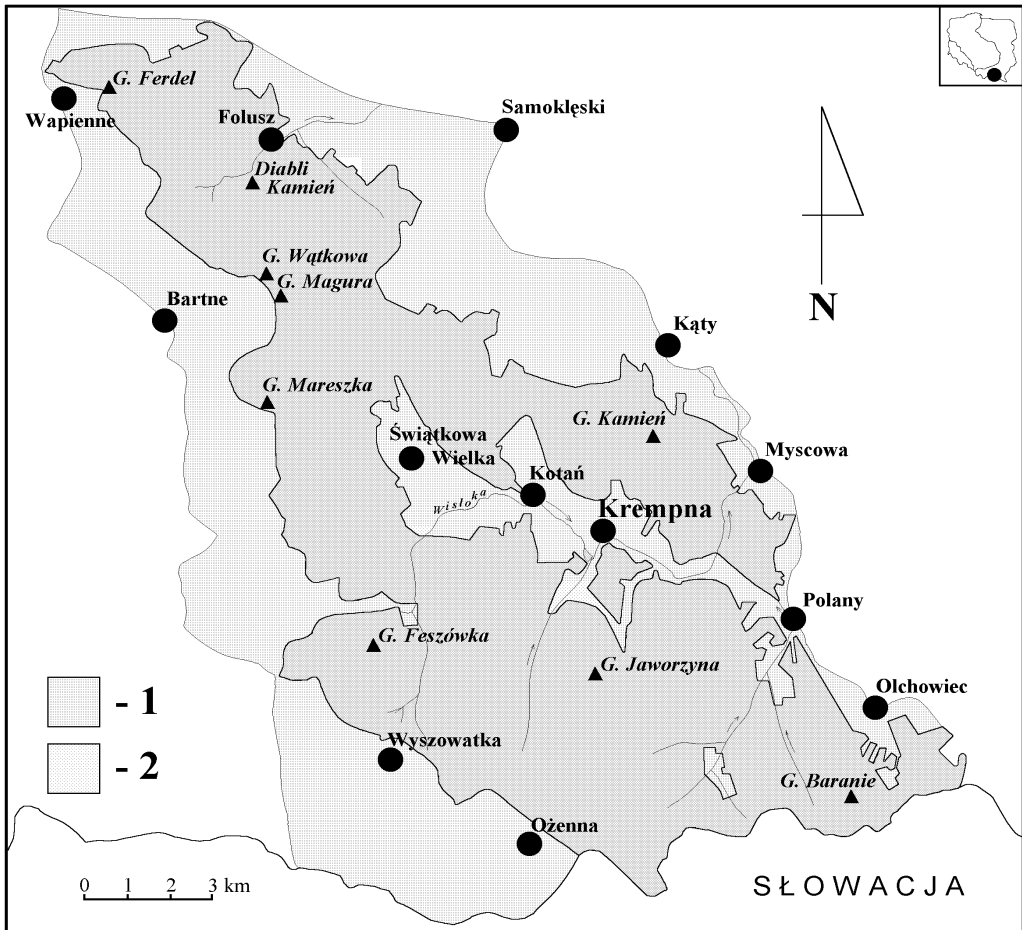 G. Ferdel
Wapienne
Folusz
Samoklęski
Diabli
Kamień
G. Wątkowa
G. Magura
Bartne
N
Kąty
G. Mareszka
G. Kamień
Świątkowa
Wielka
Myscowa
Kotań
Wisłoka
Krempna
Polany
G. Feszówka
G. Jaworzyna
Olchowiec
- 1
Wyszowatka
- 2
G. Baranie
Ożenna
0 1 2 3 km
SŁOWACJA